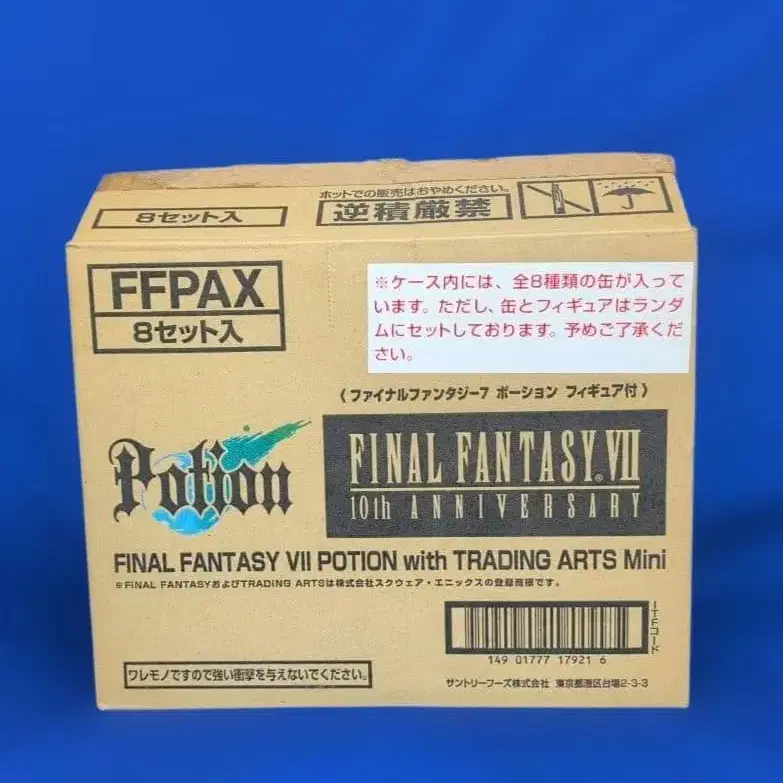 ホットでの販売はおやめください。
8セット入
逆積厳禁
FFPAX
8セット入
※ケース内には、全8種類の缶が入って
います。ただし、缶とフィギュアはランダ
ムにセットしております。予めご了承くだ
さい。
(ファイナルファンタジー7 ポーション フィギュア付)
Potion
FINAL FANTASY VII
10th ANNIVERSARY
FINAL FANTASY VII POTION with TRADING ARTS Mini
※FINAL FANTASYおよびTRADING ARTSは株式会社スクウェア・エニックスの登録商標です。
ITFコード
149 01777 17921 6
ワレモノですので強い衝撃を与えないでください。
サントリーフーズ株式会社 東京都港区台場2-3-3